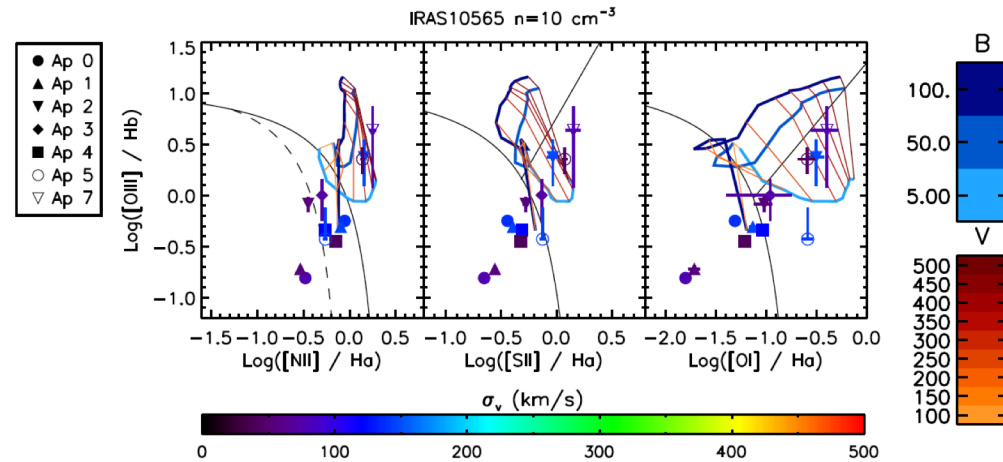 IRAS10565 n=10 cm⁻³
Ap 0
Ap 1
Ap 2
Ap 3
Ap 4
Ap 5
Ap 7
Log([OIII] / Hb)
1.5
1.0
0.5
0.0
−0.5
−1.0
−1.5 −1.0 −0.5 0.0 0.5
Log([NII] / Ha)
−1.0 −0.5 0.0 0.5
Log([SII] / Ha)
−2.0 −1.5 −1.0 −0.5 0.0
Log([OI] / Ha)
B
100.
50.0
5.00
V
500
450
400
350
300
250
200
150
100
σv (km/s)
0 100 200 300 400 500